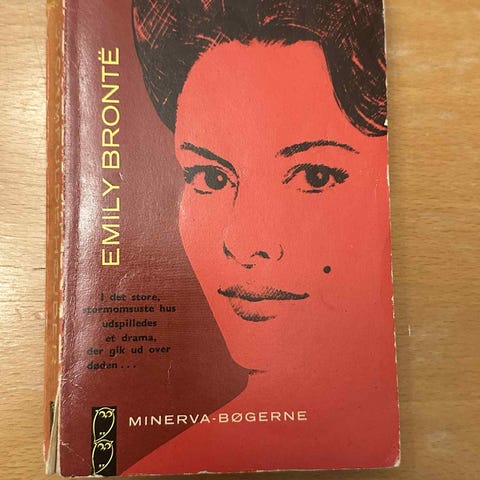 EMILY BRONTË
I det store,
stormomsuste hus
udspilledes
et drama,
der gik ud over
døden...
MINERVA-BØGERNE